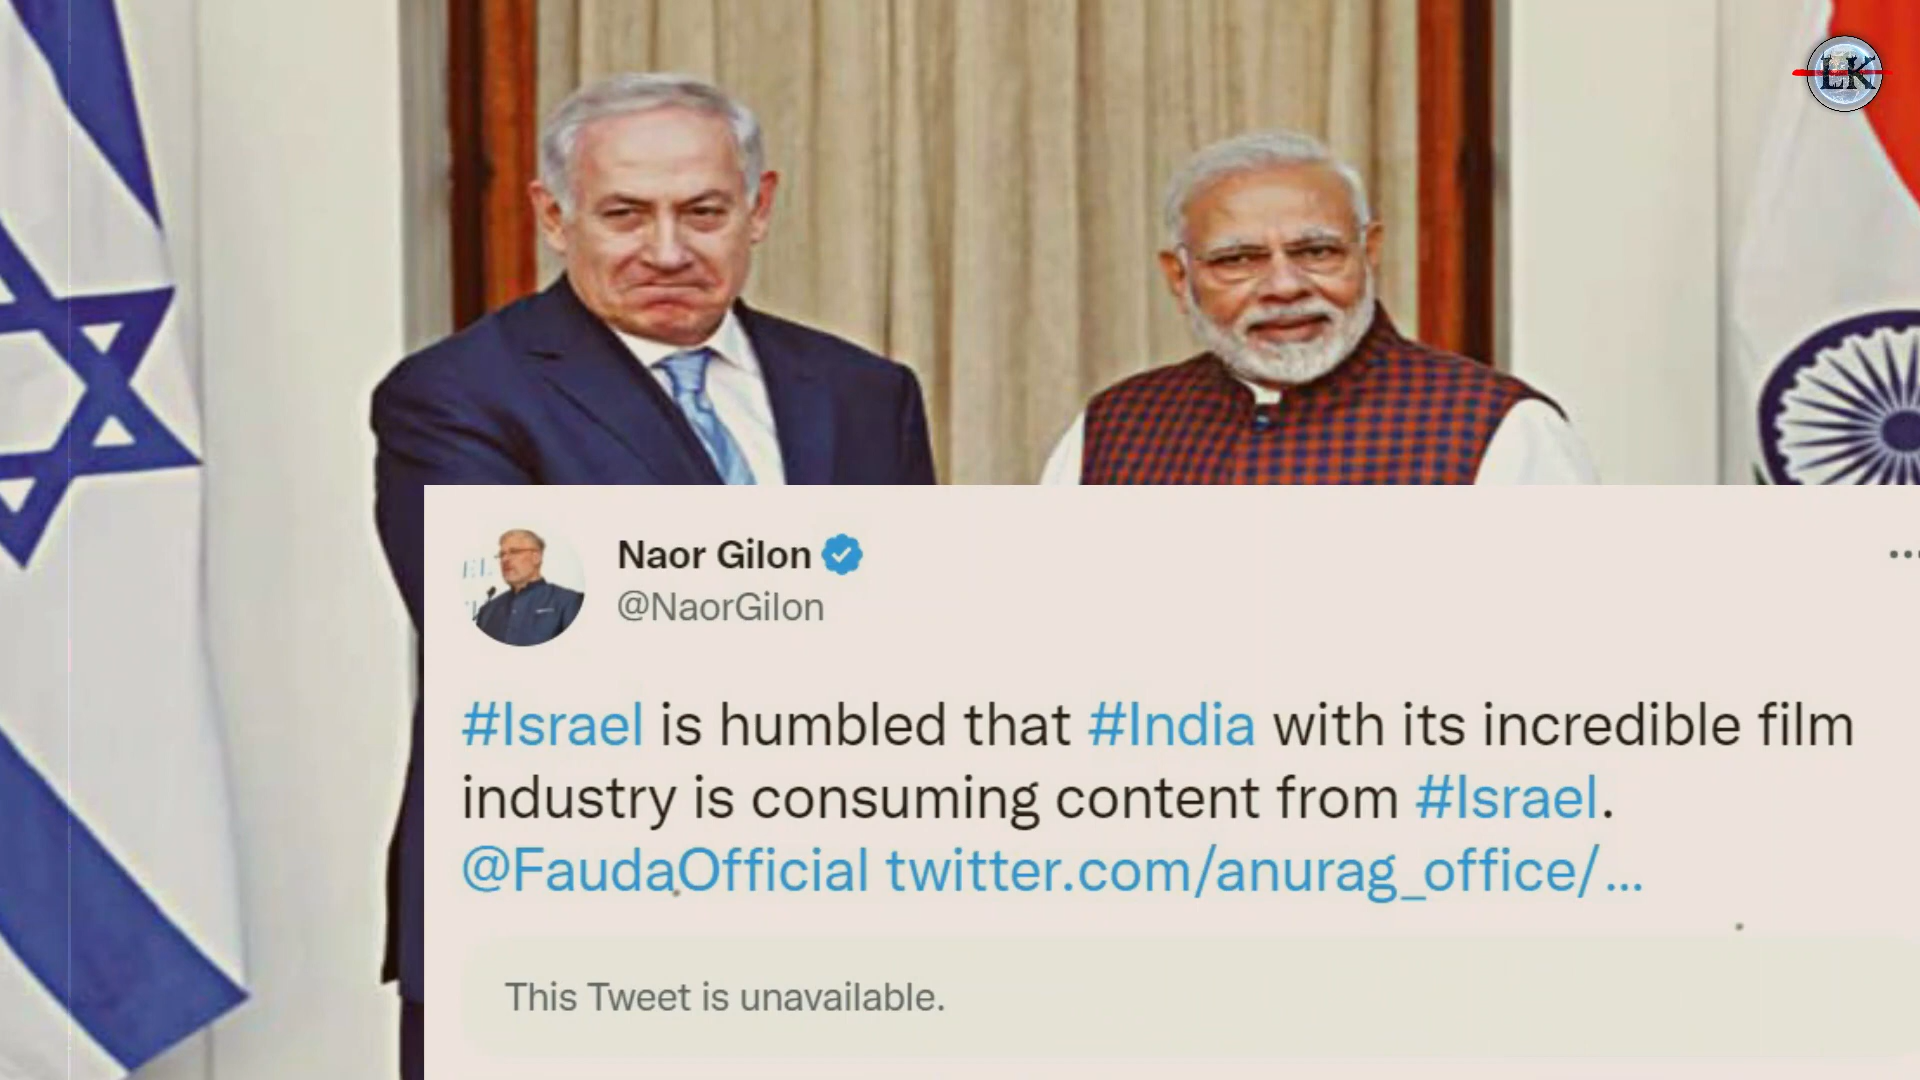 LK
Naor Gilon
@NaorGilon
#Israel is humbled that #India with its incredible film
industry is consuming content from #Israel.
@FaudaOfficial twitter.com/anurag_office/...
This Tweet is unavailable.